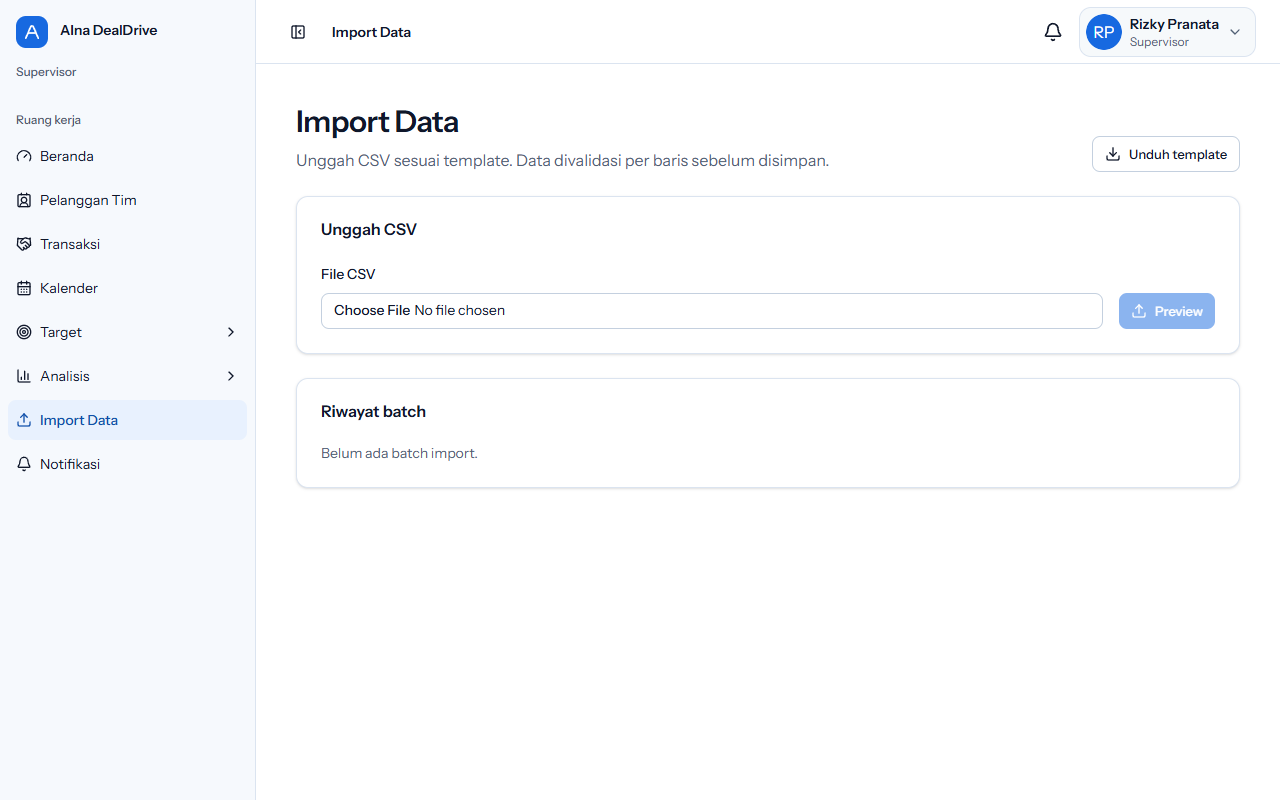 A
AIna DealDrive
Supervisor
Ruang kerja
Beranda
Pelanggan Tim
Transaksi
Kalender
Target
Analisis
Import Data
Notifikasi
Import Data
RP
Rizky Pranata
Supervisor
Import Data
Unggah CSV sesuai template. Data divalidasi per baris sebelum disimpan.
Unduh template
Unggah CSV
File CSV
Choose File No file chosen
Preview
Riwayat batch
Belum ada batch import.